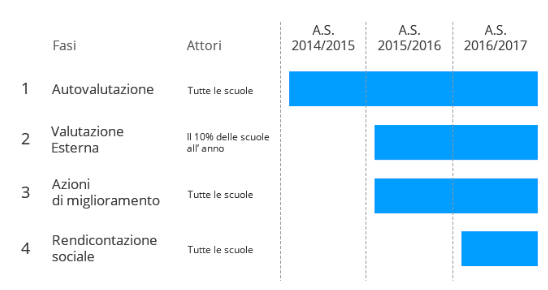 Fasi
Attori
A.S.
2014/2015
A.S.
2015/2016
A.S.
2016/2017
1
Autovalutazione
Tutte le scuole
2
Valutazione
Esterna
Il 10% delle scuole
all' anno
3
Azioni
di miglioramento
Tutte le scuole
4
Rendicontazione
sociale
Tutte le scuole